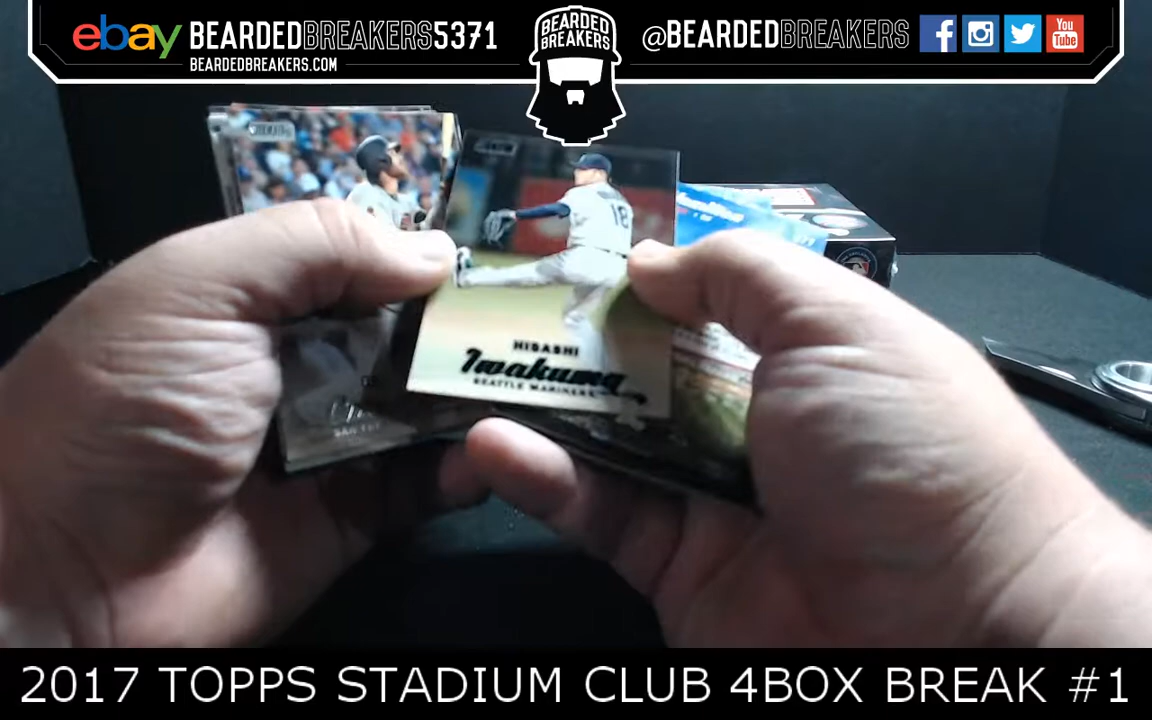 ebay BEARDEDBREAKERS5371
BEARDEDBREAKERS.COM
BEARDED
BREAKERS
@BEARDEDBREAKERS
You
Tube
18
HISASHI
Iwakuma
SEATTLE MARINERS
2017 TOPPS STADIUM CLUB 4BOX BREAK #1